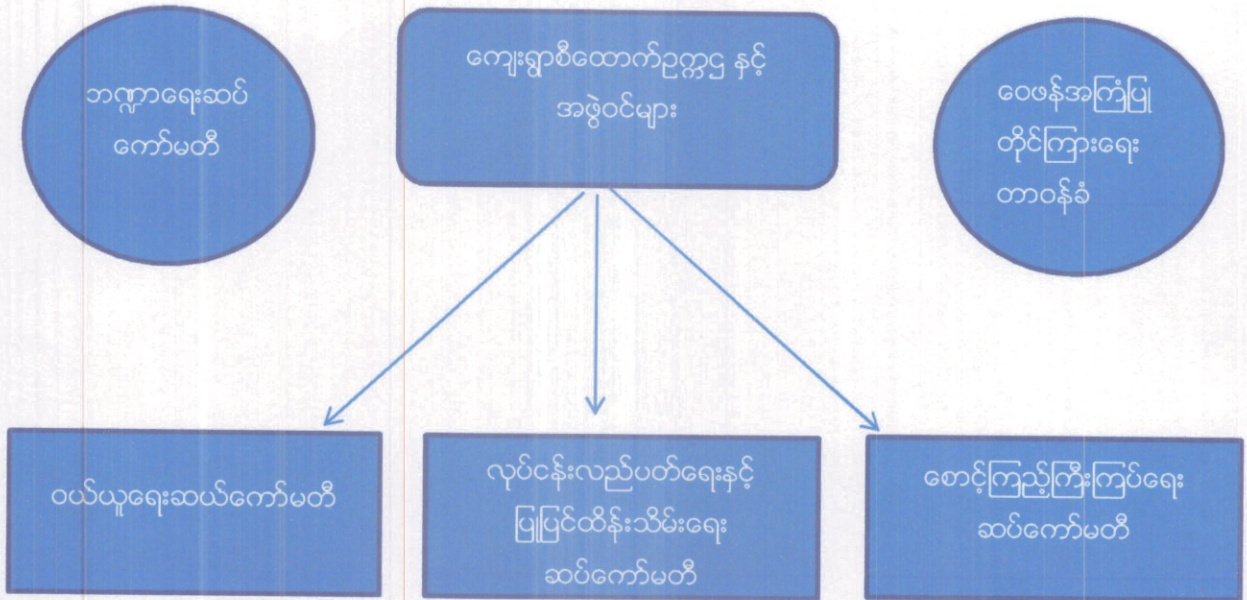 ဘဏ္ဍာရေးဆပ်
ကော်မတီ
ကျေးရွာစီထောက်ဥက္ကဌ နှင့်
အဖွဲ့ဝင်များ
ဝေဖန်အကြံပြု
တိုင်ကြားရေး
တာဝန်ခံ
ဝယ်ယူရေးဆယ်ကော်မတီ
လုပ်ငန်းလည်ပတ်ရေးနှင့်
ပြုပြင်ထိန်းသိမ်းရေး
ဆပ်ကော်မတီ
စောင့်ကြည့်ကြီးကြပ်ရေး
ဆပ်ကော်မတီ